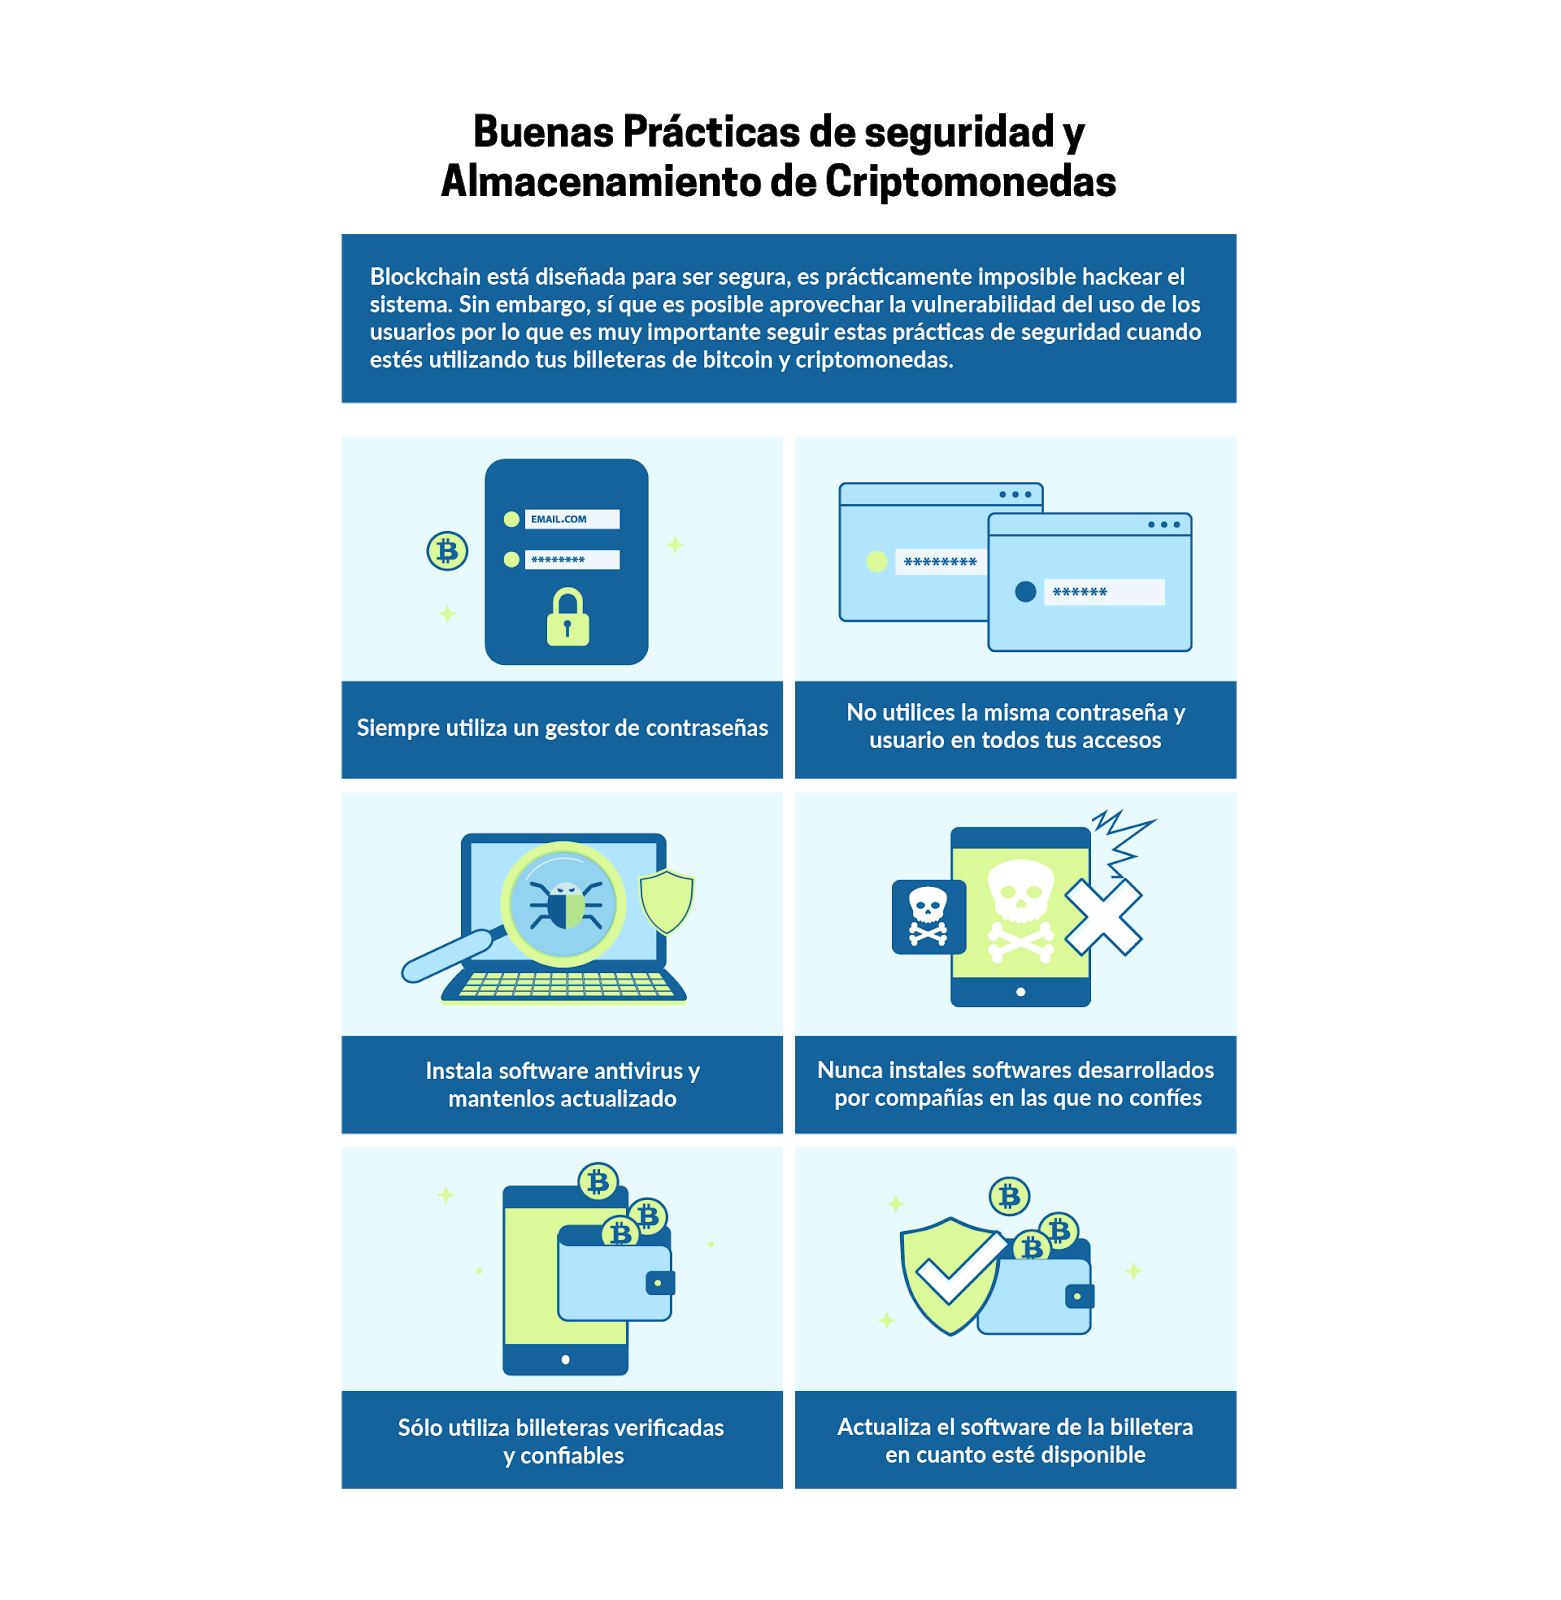 Buenas Prácticas de seguridad y
Almacenamiento de Criptomonedas
Blockchain está diseñada para ser segura, es prácticamente imposible hackear el
sistema. Sin embargo, sí que es posible aprovechar la vulnerabilidad del uso de los
usuarios por lo que es muy importante seguir estas prácticas de seguridad cuando
estés utilizando tus billeteras de bitcoin y criptomonedas.
EMAIL.COM
********
Siempre utiliza un gestor de contraseñas
********
******
No utilices la misma contraseña y
usuario en todos tus accesos
Instala software antivirus y
mantenlos actualizado
Nunca instales softwares desarrollados
por compañías en las que no confíes
Sólo utiliza billeteras verificadas
y confiables
Actualiza el software de la billetera
en cuanto esté disponible